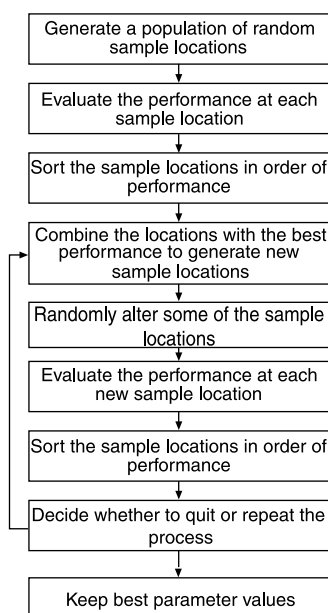 Generate a population of random
sample locations
Evaluate the performance at each
sample location
Sort the sample locations in order of
performance
Combine the locations with the best
performance to generate new
sample locations
Randomly alter some of the sample
locations
Evaluate the performance at each
new sample location
Sort the sample locations in order of
performance
Decide whether to quit or repeat the
process
Keep best parameter values